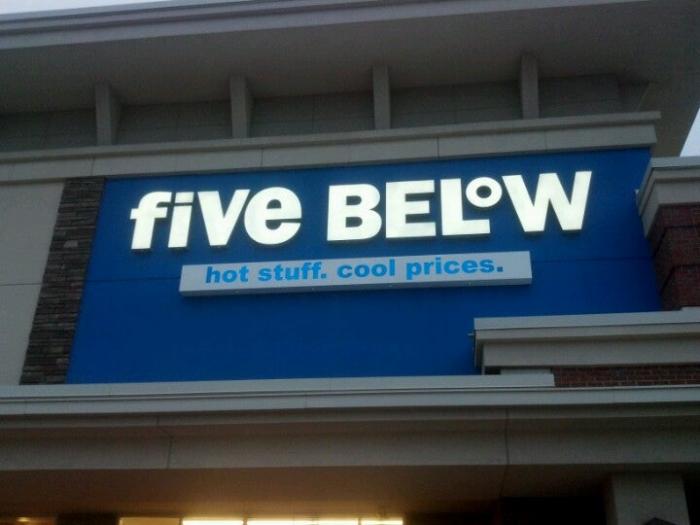 five BELOW
hot stuff. cool prices.